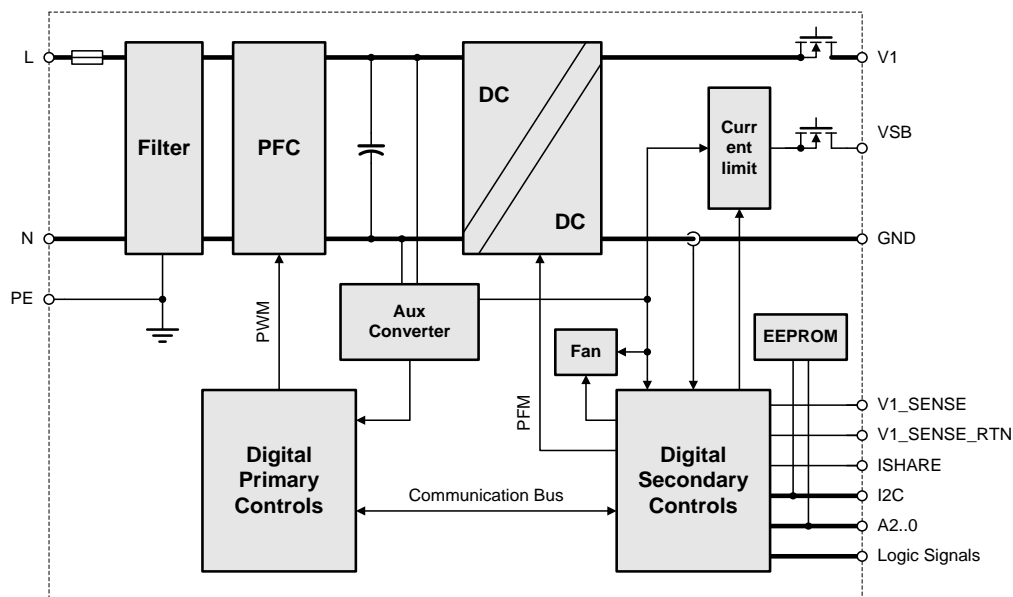 L
Filter
PFC
DC
DC
Curr
ent
limit
V1
VSB
N
GND
PE
PWM
Aux
Converter
PFM
Fan
EEPROM
Digital
Primary
Controls
Communication Bus
Digital
Secondary
Controls
V1_SENSE
V1_SENSE_RTN
ISHARE
I2C
A2..0
Logic Signals